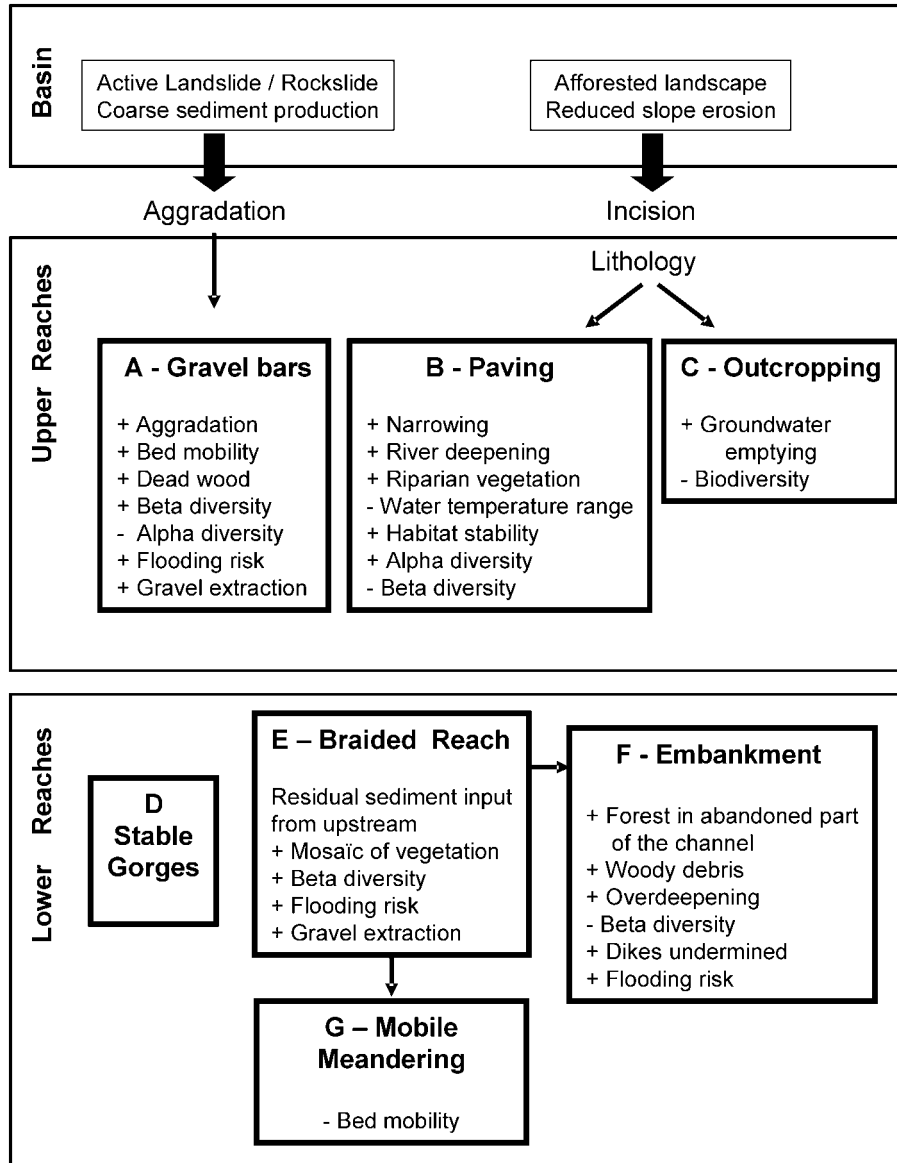 Basin
Active Landslide / Rockslide
Coarse sediment production
Afforested landscape
Reduced slope erosion
Aggradation
Incision
Upper Reaches
Lithology
A - Gravel bars
+ Aggradation
+ Bed mobility
+ Dead wood
+ Beta diversity
- Alpha diversity
+ Flooding risk
+ Gravel extraction
B - Paving
+ Narrowing
+ River deepening
+ Riparian vegetation
- Water temperature range
+ Habitat stability
+ Alpha diversity
- Beta diversity
C - Outcropping
+ Groundwater
emptying
- Biodiversity
Lower Reaches
D
Stable
Gorges
E – Braided Reach
Residual sediment input
from upstream
+ Mosaïc of vegetation
+ Beta diversity
+ Flooding risk
+ Gravel extraction
F - Embankment
+ Forest in abandoned part
of the channel
+ Woody debris
+ Overdeepening
- Beta diversity
+ Dikes undermined
+ Flooding risk
G – Mobile
Meandering
- Bed mobility